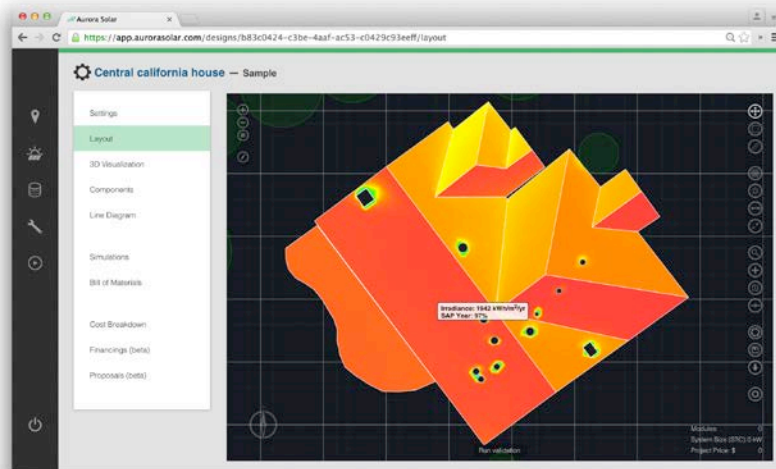 Aurora Solar
https://app.aurorasolar.com/designs/b83c0424-c3be-4aaf-ac53-c0429c93eeff/layout
Central california house — Sample
Settings
Layout
3D Visualization
Components
Line Diagram
Simulations
Bill of Materials
Cost Breakdown
Financings (beta)
Proposals (beta)
Irradiance: 1942 kWh/m²/yr
SAP Year: 97%
Run validation
Modules 0
System Size (STC) 0 kW
Project Price: $ 0